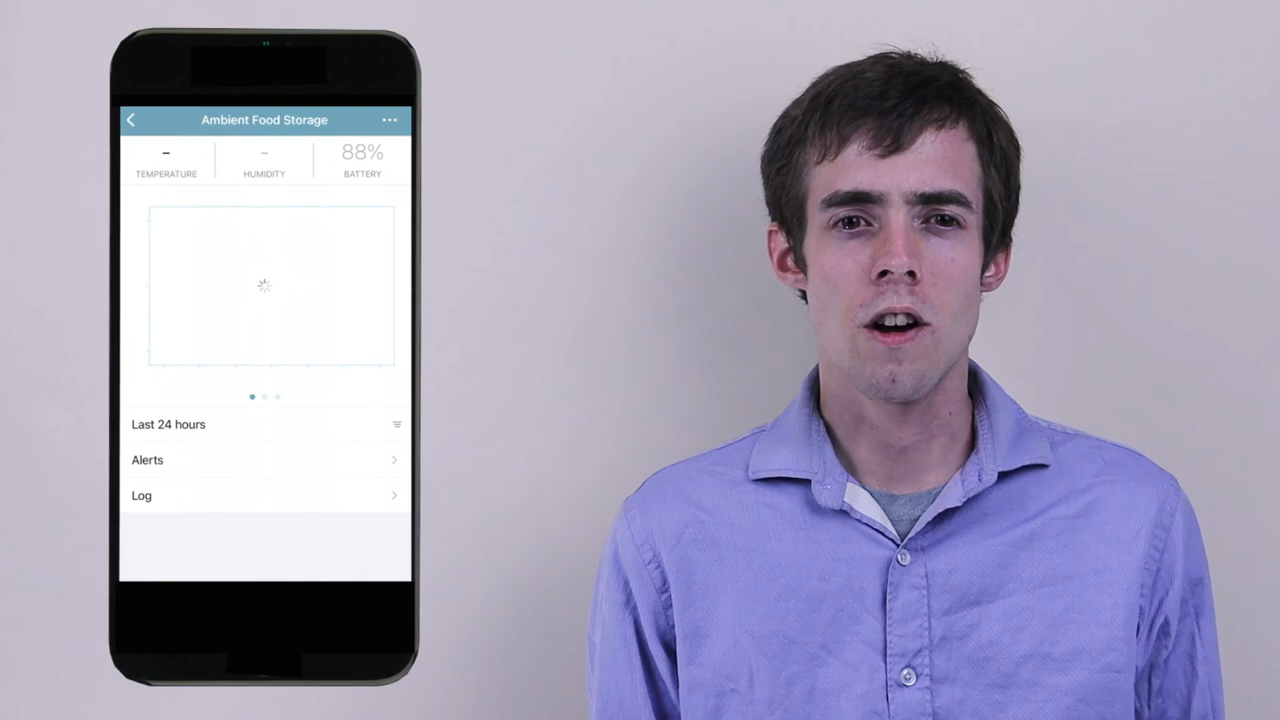 Ambient Food Storage
- - 88%
TEMPERATURE HUMIDITY BATTERY
Last 24 hours
Alerts
Log